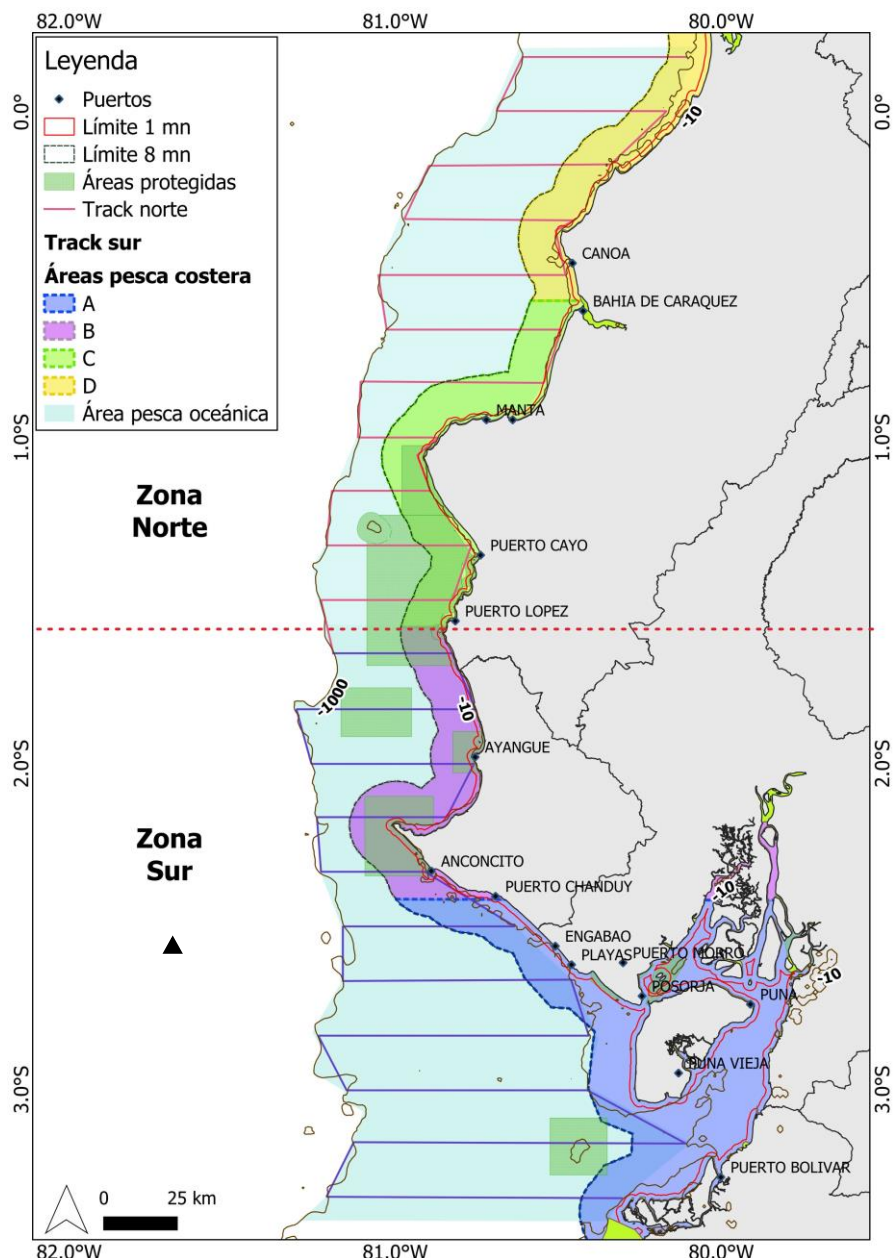 82.0°W 81.0°W 80.0°W
Leyenda
Puertos
Límite 1 mn
Límite 8 mn
Áreas protegidas
Track norte
Track sur
Áreas pesca costera
A
B
C
D
Área pesca oceánica
0.0°
0.0°
-10
CANOA
BAHIA DE CARAQUEZ
MANTA
1.0°S
1.0°S
Zona
Norte
PUERTO CAYO
PUERTO LOPEZ
-1000
-10
AYANGUE
2.0°S
2.0°S
Zona
Sur
ANCONCITO
PUERTO CHANDUY
-10
ENGABAO
PLAYAS
PUERTO MORRO
-10
POSORJA
PUNA
PUNA VIEJA
3.0°S
3.0°S
PUERTO BOLIVAR
0 25 km
82.0°W 81.0°W 80.0°W